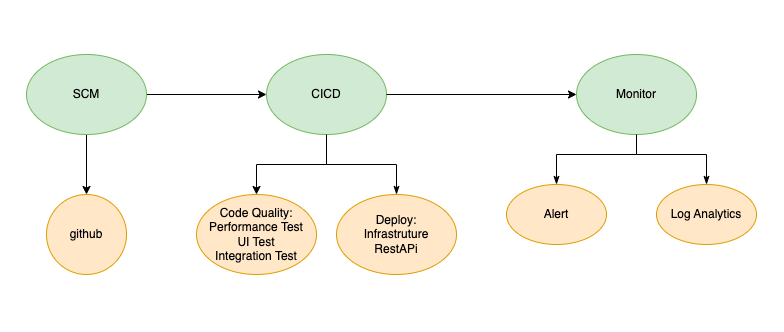 SCM
CICD
Monitor
github
Code Quality:
Performance Test
UI Test
Integration Test
Deploy:
Infrastruture
RestAPi
Alert
Log Analytics